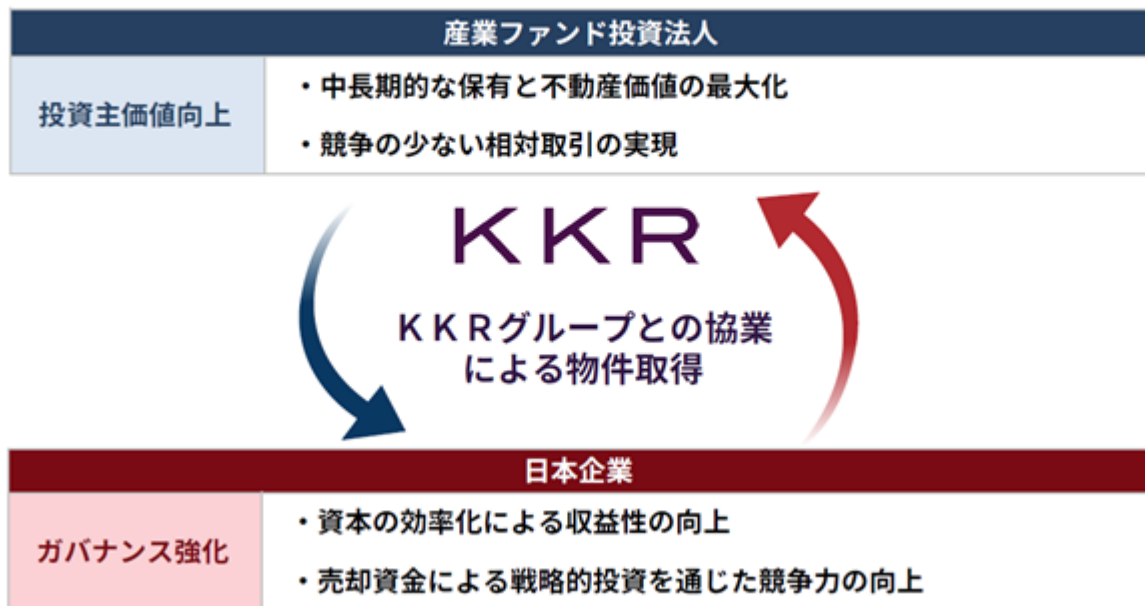 産業ファンド投資法人
投資主価値向上
・中長期的な保有と不動産価値の最大化
・競争の少ない相対取引の実現
KKR
ＫＫＲグループとの協業
による物件取得
日本企業
ガバナンス強化
・資本の効率化による収益性の向上
・売却資金による戦略的投資を通じた競争力の向上